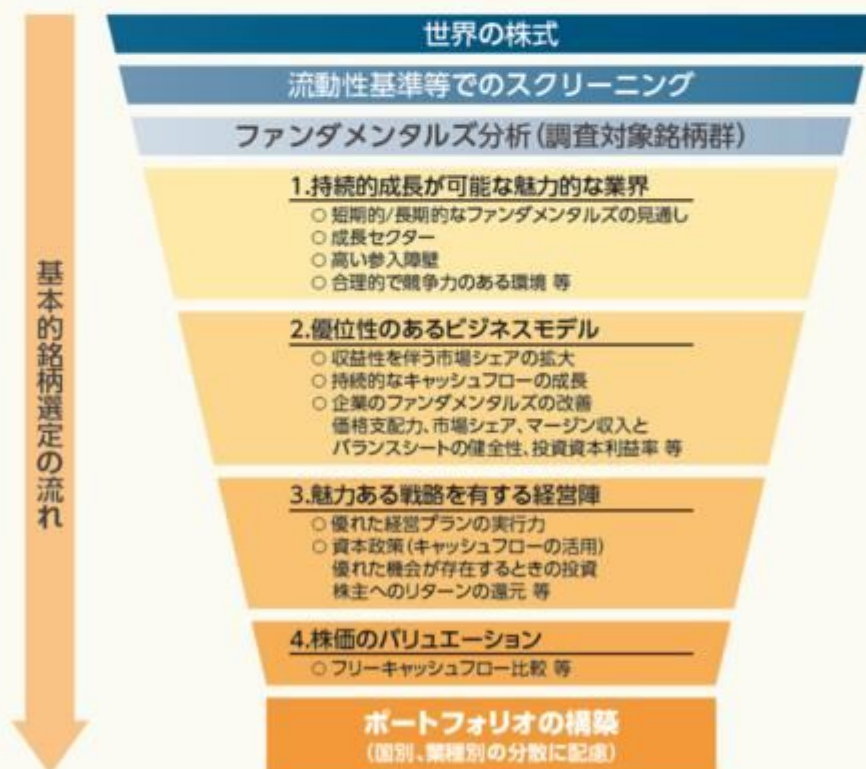 世界の株式
流動性基準等でのスクリーニング
ファンダメンタルズ分析(調査対象銘柄群)
基本的銘柄選定の流れ
1.持続的成長が可能な魅力的な業界
○ 短期的/長期的なファンダメンタルズの見通し
○ 成長セクター
○ 高い参入障壁
○ 合理的で競争力のある環境 等
2.優位性のあるビジネスモデル
○ 収益性を伴う市場シェアの拡大
○ 持続的なキャッシュフローの成長
○ 企業のファンダメンタルズの改善
価格支配力、市場シェア、マージン収入と
バランスシートの健全性、投資資本利益率 等
3.魅力ある戦略を有する経営陣
○ 優れた経営プランの実行力
○ 資本政策(キャッシュフローの活用)
優れた機会が存在するときの投資
株主へのリターンの還元 等
4.株価のバリュエーション
○ フリーキャッシュフロー比較 等
ポートフォリオの構築
(国別、業種別の分散に配慮)